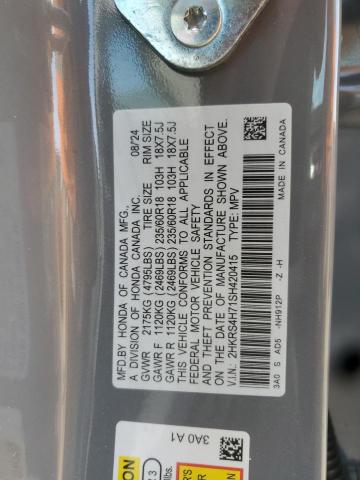 MFD.BY HONDA OF CANADA MFG.,
A DIVISION OF HONDA CANADA INC. 08/24
GVWR 2175KG (4795LBS) TIRE SIZE RIM SIZE
GAWR F 1120KG (2469LBS) 235/60R18 103H 18X7.5J
GAWR R 1120KG (2469LBS) 235/60R18 103H 18X7.5J
THIS VEHICLE CONFORMS TO ALL APPLICABLE
FEDERAL MOTOR VEHICLE SAFETY
AND THEFT PREVENTION STANDARDS IN EFFECT
ON THE DATE OF MANUFACTURE SHOWN ABOVE.
V.I.N.: 2HKRS4H71SH420415 TYPE: MPV
3A0 S AD5 -NH912P -Z -H MADE IN CANADA
3A0 A1